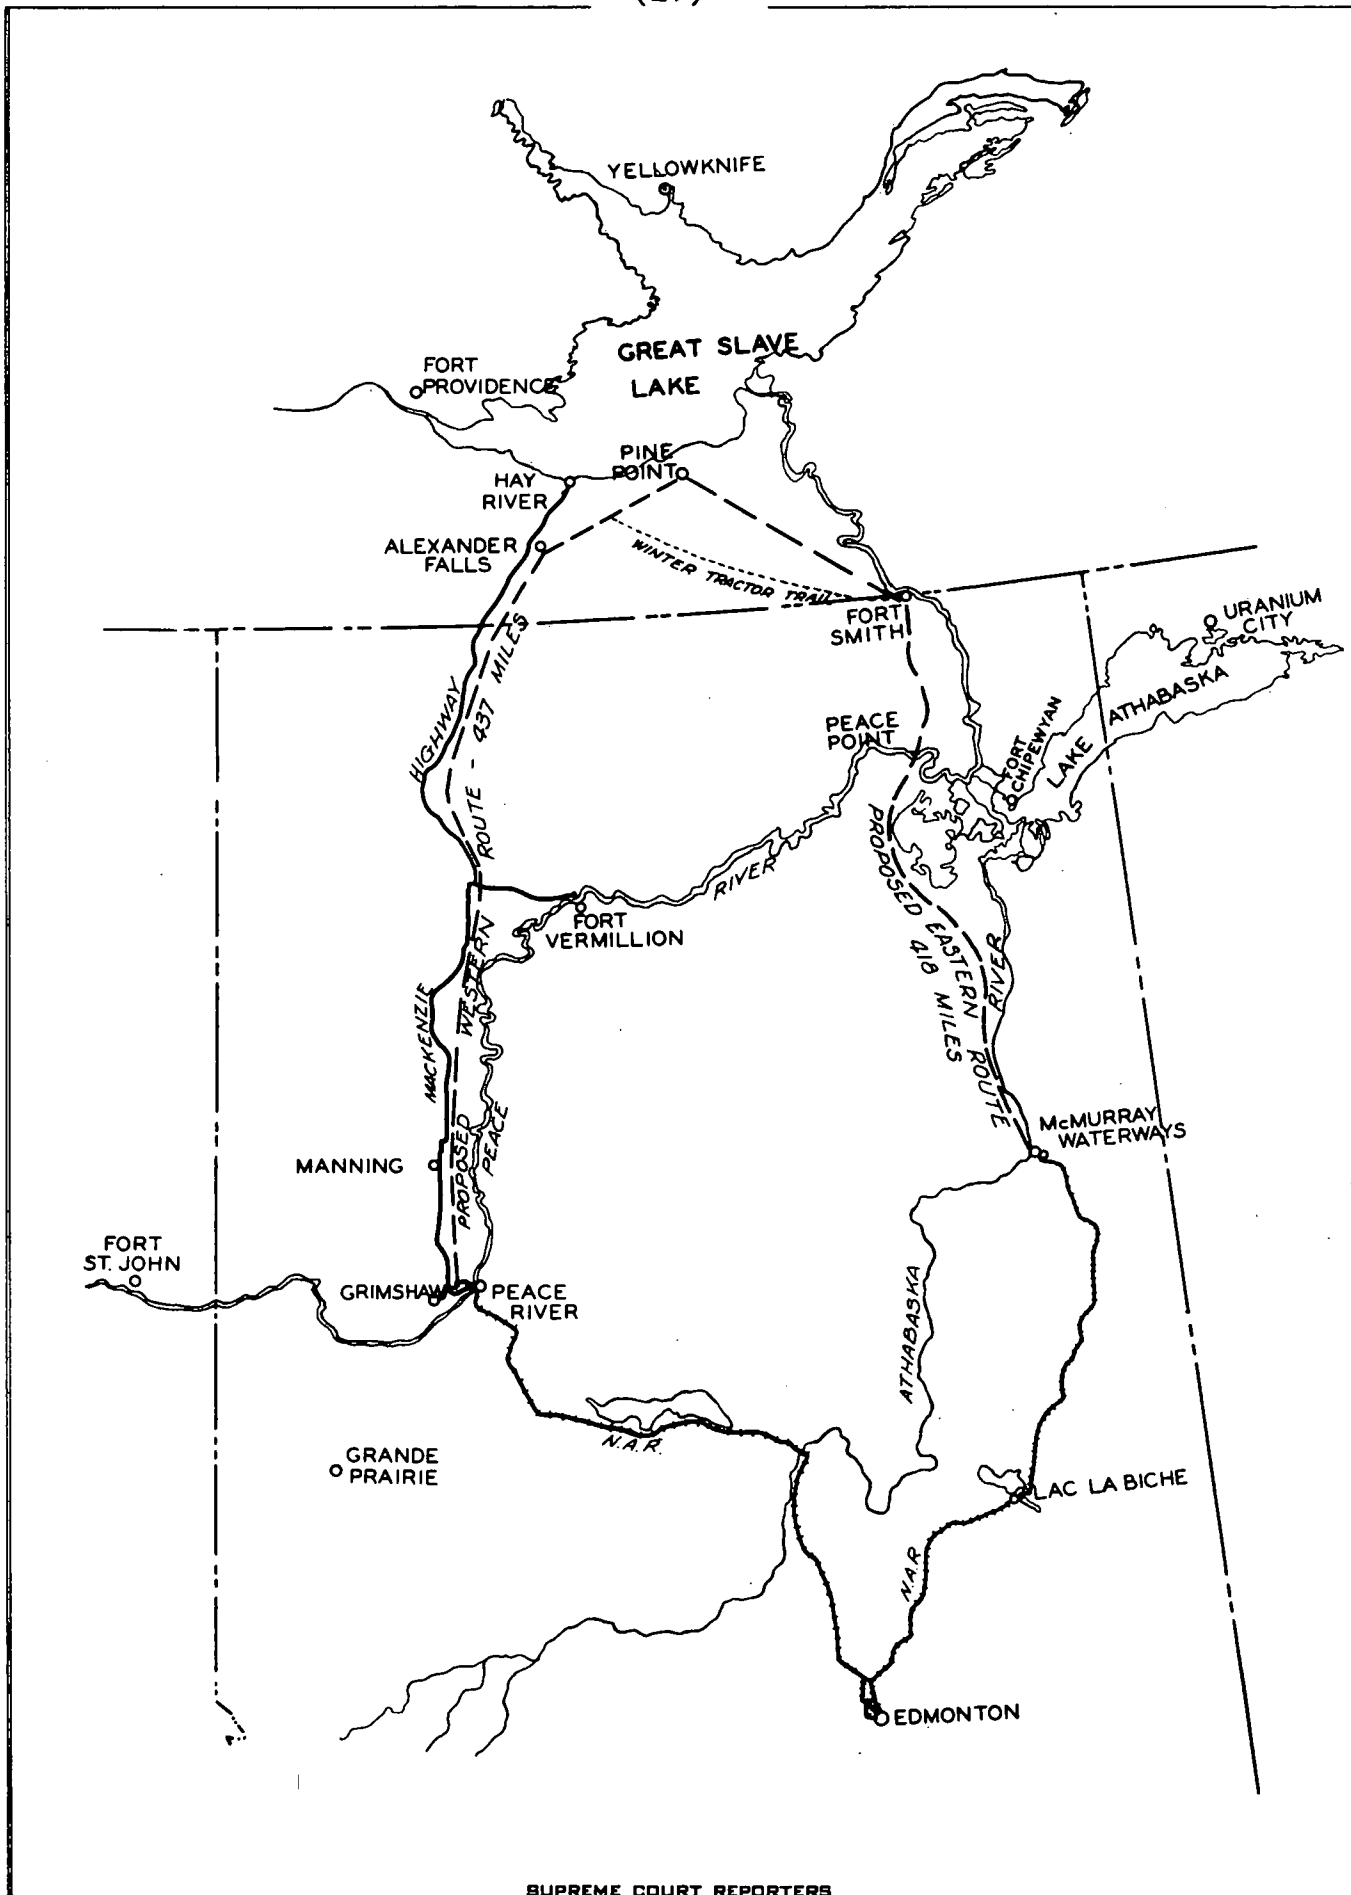 YELLOWKNIFE
GREAT SLAVE
LAKE
FORT
PROVIDENCE
PINE
POINT
HAY
RIVER
ALEXANDER
FALLS
WINTER TRACTOR TRAIL
FORT
SMITH
URANIUM
CITY
LAKE ATHABASKA
FORT
CHIPEWYAN
PEACE
POINT
HIGHWAY
MACKENZIE
PROPOSED WESTERN ROUTE - 437 MILES
FORT
VERMILLION
PEACE
RIVER
PROPOSED EASTERN ROUTE
418 MILES
RIVER
McMURRAY
WATERWAYS
MANNING
FORT
ST. JOHN
GRIMSHAW
PEACE
RIVER
ATHABASKA
N.A.R.
GRANDE
PRAIRIE
LAC LA BICHE
N.A.R
EDMONTON
SUPREME COURT REPORTERS